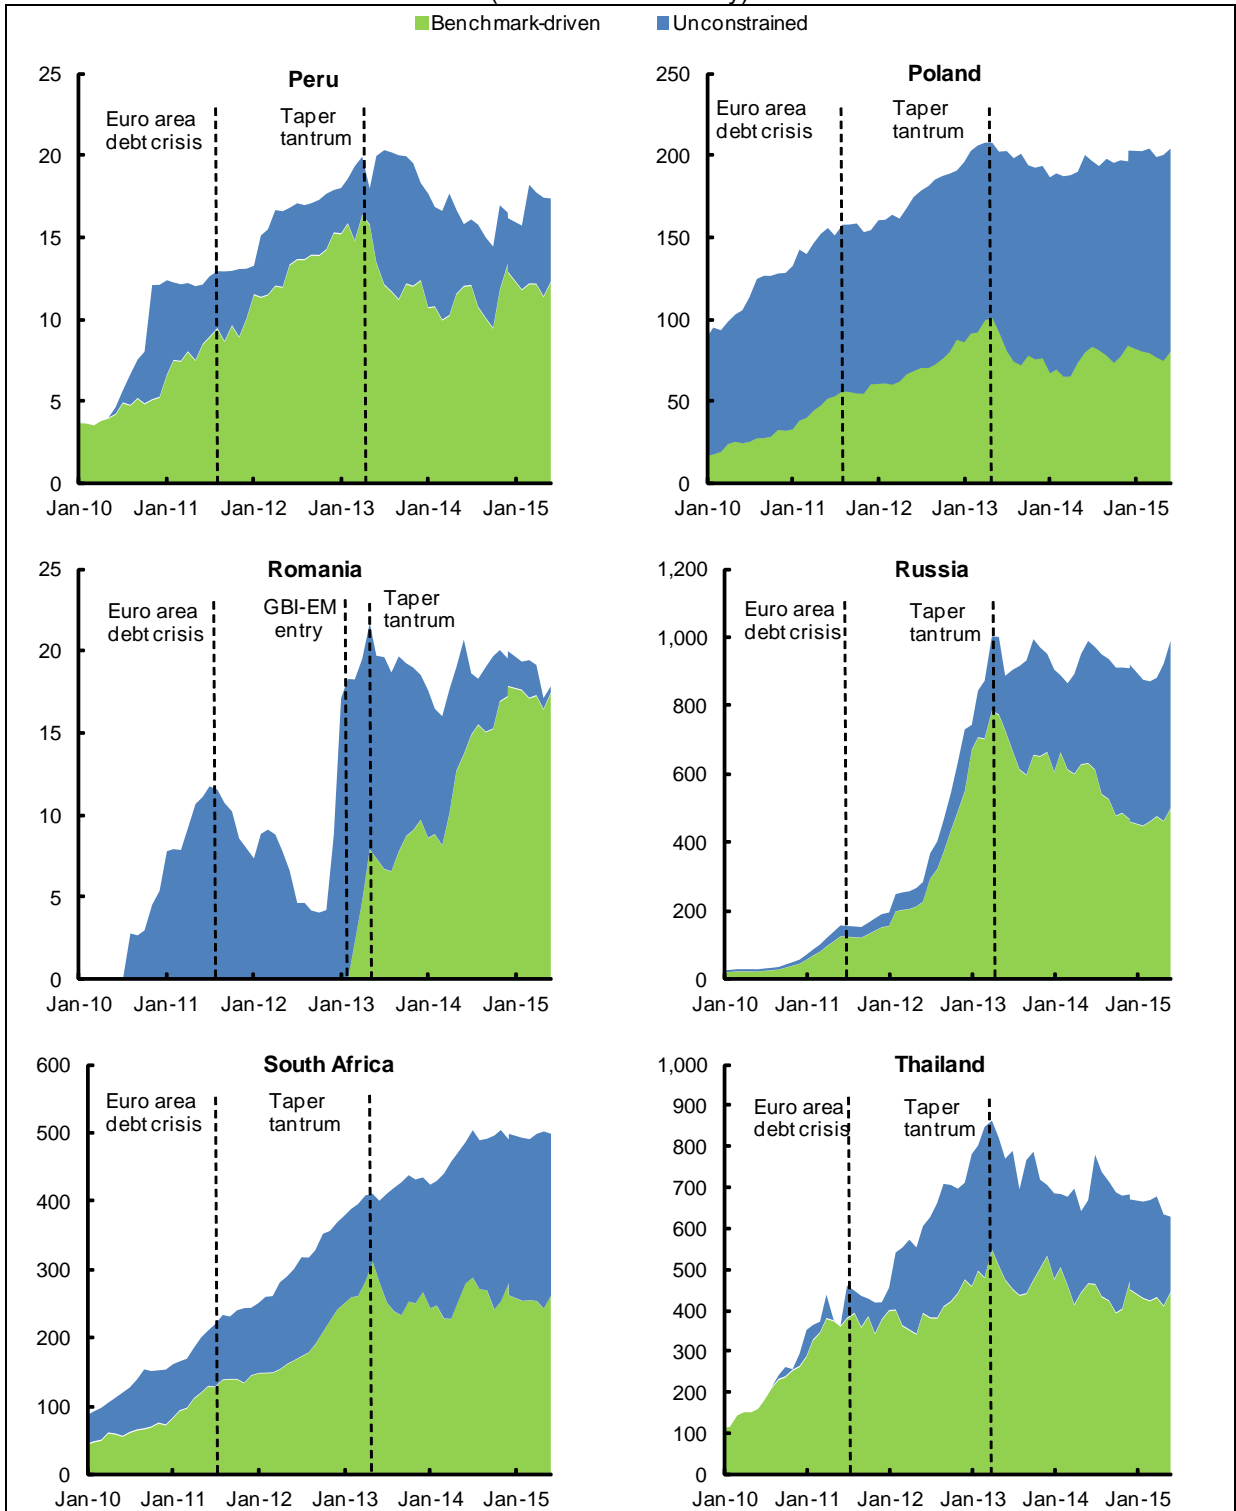 Benchmark-driven
Unconstrained
Peru
25
20
15
10
5
0
Euro area
debt crisis
Taper
tantrum
Jan-10 Jan-11 Jan-12 Jan-13 Jan-14 Jan-15
Poland
250
200
150
100
50
0
Euro area
debt crisis
Taper
tantrum
Jan-10 Jan-11 Jan-12 Jan-13 Jan-14 Jan-15
Romania
25
20
15
10
5
0
Euro area
debt crisis
GBI-EM
entry
Taper
tantrum
Jan-10 Jan-11 Jan-12 Jan-13 Jan-14 Jan-15
Russia
1,200
1,000
800
600
400
200
0
Euro area
debt crisis
Taper
tantrum
Jan-10 Jan-11 Jan-12 Jan-13 Jan-14 Jan-15
South Africa
600
500
400
300
200
100
0
Euro area
debt crisis
Taper
tantrum
Jan-10 Jan-11 Jan-12 Jan-13 Jan-14 Jan-15
Thailand
1,000
900
800
700
600
500
400
300
200
100
0
Euro area
debt crisis
Taper
tantrum
Jan-10 Jan-11 Jan-12 Jan-13 Jan-14 Jan-15